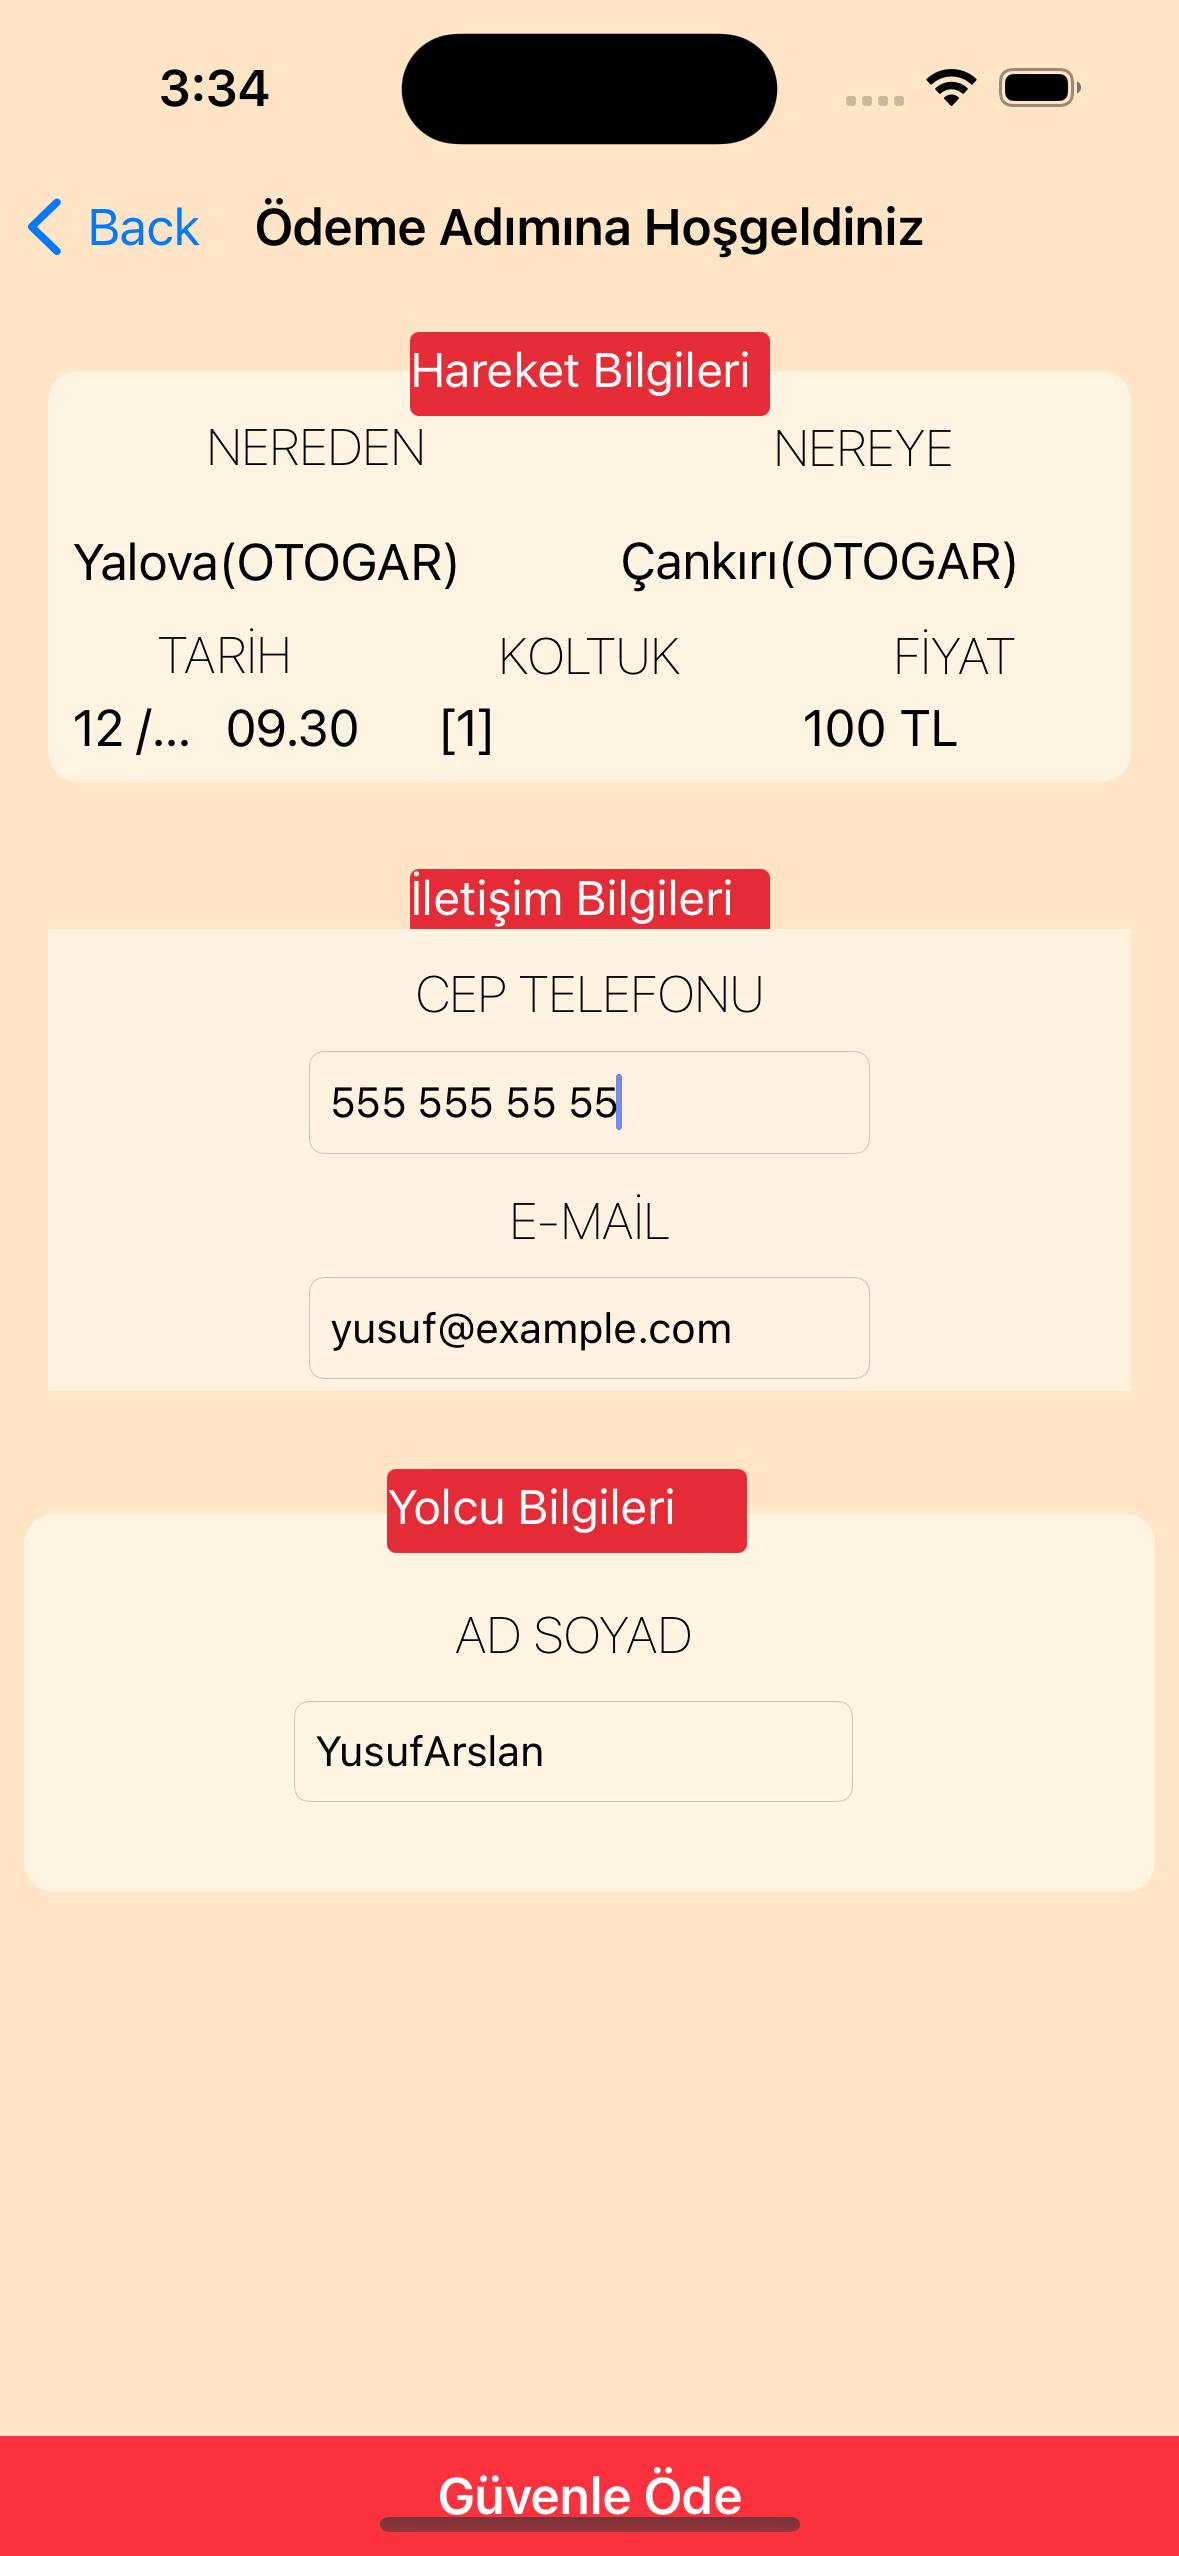 3:34
Back
Ödeme Adımına Hoşgeldiniz
Hareket Bilgileri
NEREDEN NEREYE
Yalova(OTOGAR) Çankırı(OTOGAR)
TARİH KOLTUK FİYAT
12 /... 09.30 [1] 100 TL
İletişim Bilgileri
CEP TELEFONU
555 555 55 55
E-MAİL
yusuf@example.com
Yolcu Bilgileri
AD SOYAD
YusufArslan
Güvenle Öde